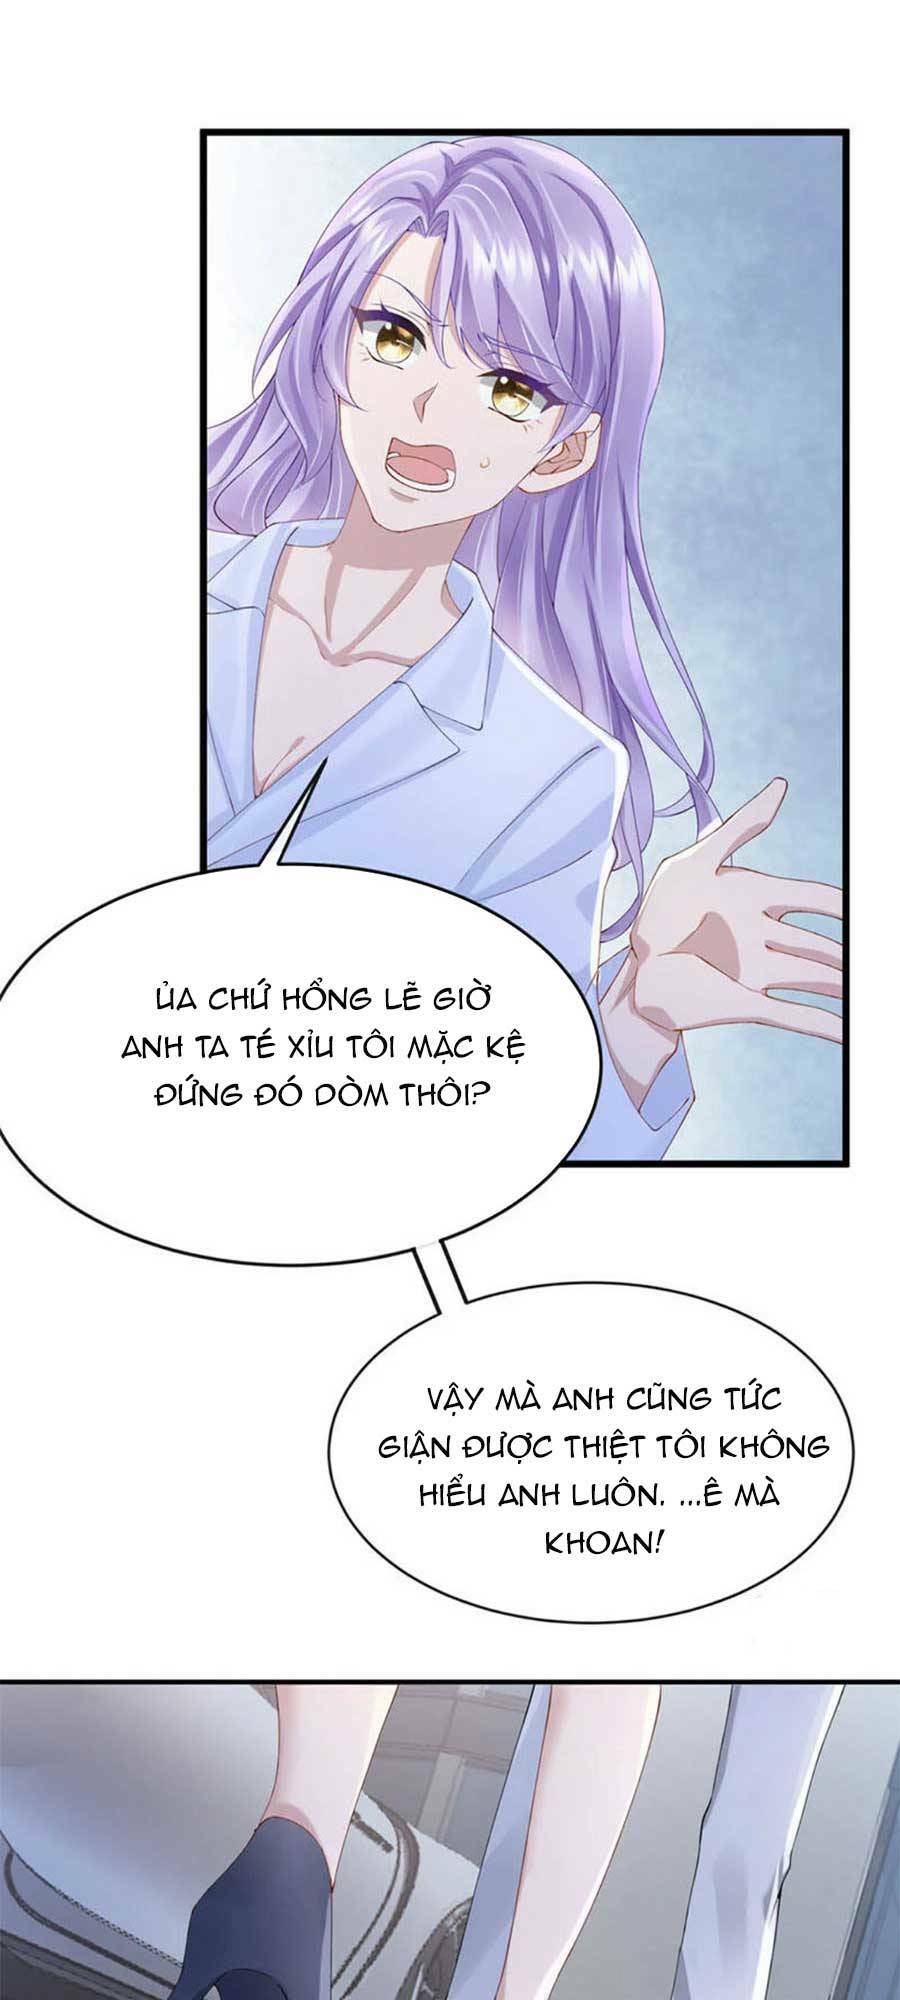 ỦA CHỨ HỔNG LẼ GIỜ
ANH TA TÉ XỈU TÔI MẶC KỆ
ĐỨNG ĐÓ DÒM THÔI?
VẬY MÀ ANH CŨNG TỨC
GIẬN ĐƯỢC THIỆT TÔI KHÔNG
HIỂU ANH LUÔN. ...Ê MÀ
KHOAN!